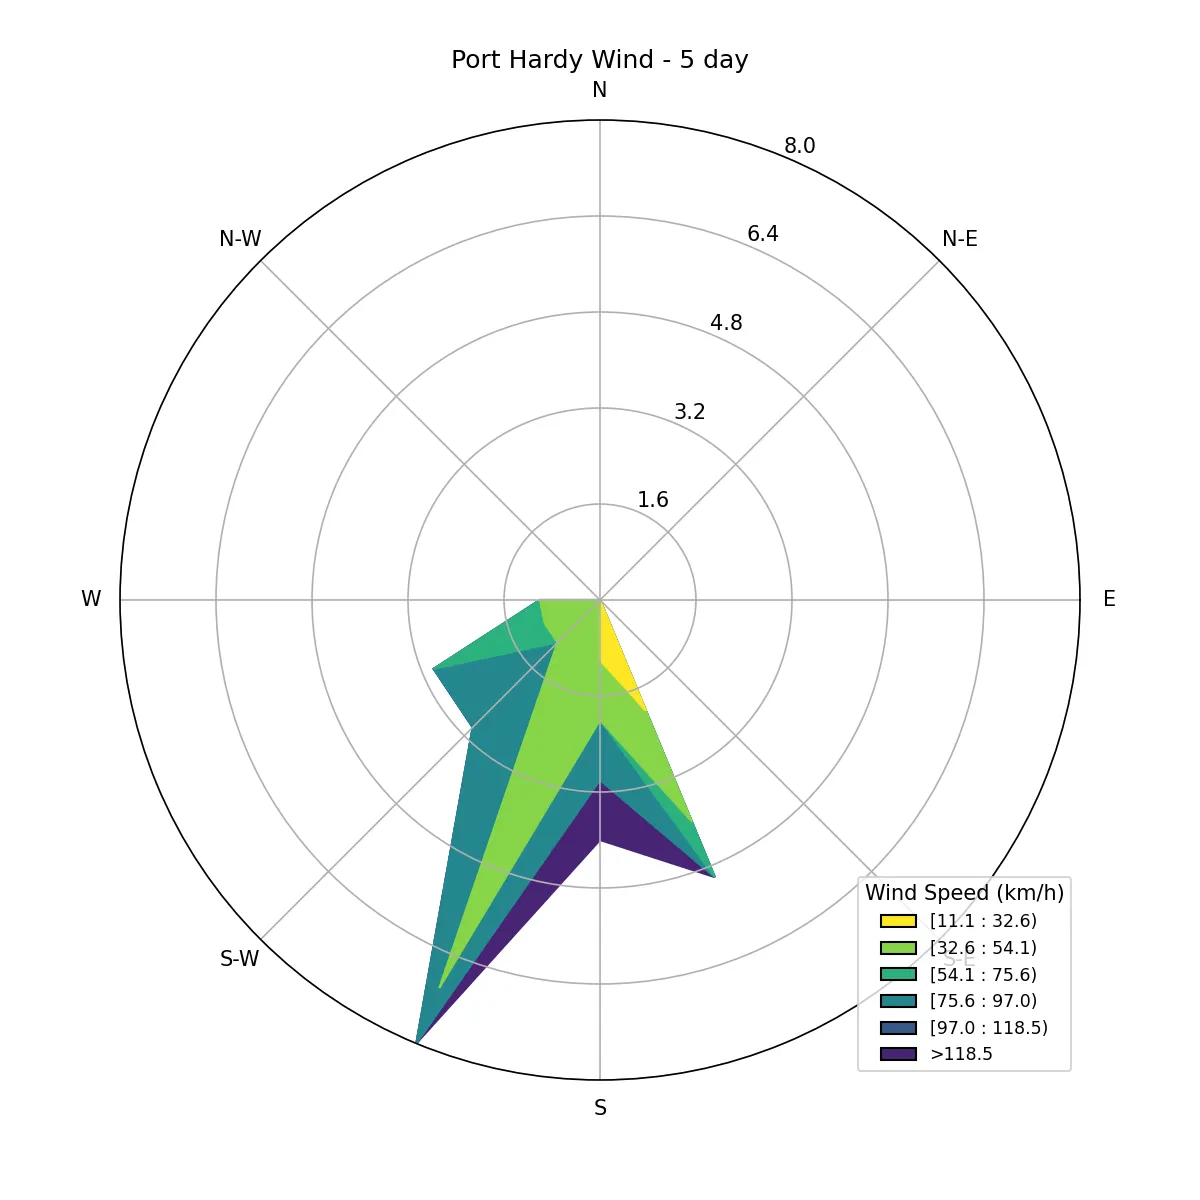 Port Hardy Wind - 5 day
N
8.0
N-W
N-E
6.4
4.8
3.2
1.6
W
E
Wind Speed (km/h)
[11.1 : 32.6)
[32.6 : 54.1)
S-W
S-E
[54.1 : 75.6)
[75.6 : 97.0)
[97.0 : 118.5)
>118.5
S